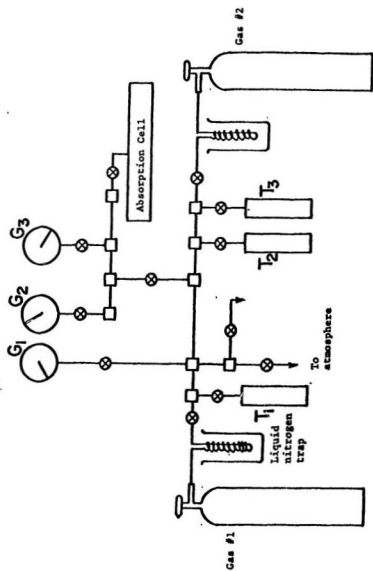 G1
G2
G3
Absorption Cell
Gas #1
Liquid
nitrogen
trap
T1
To
atmosphere
T2
T3
Gas #2